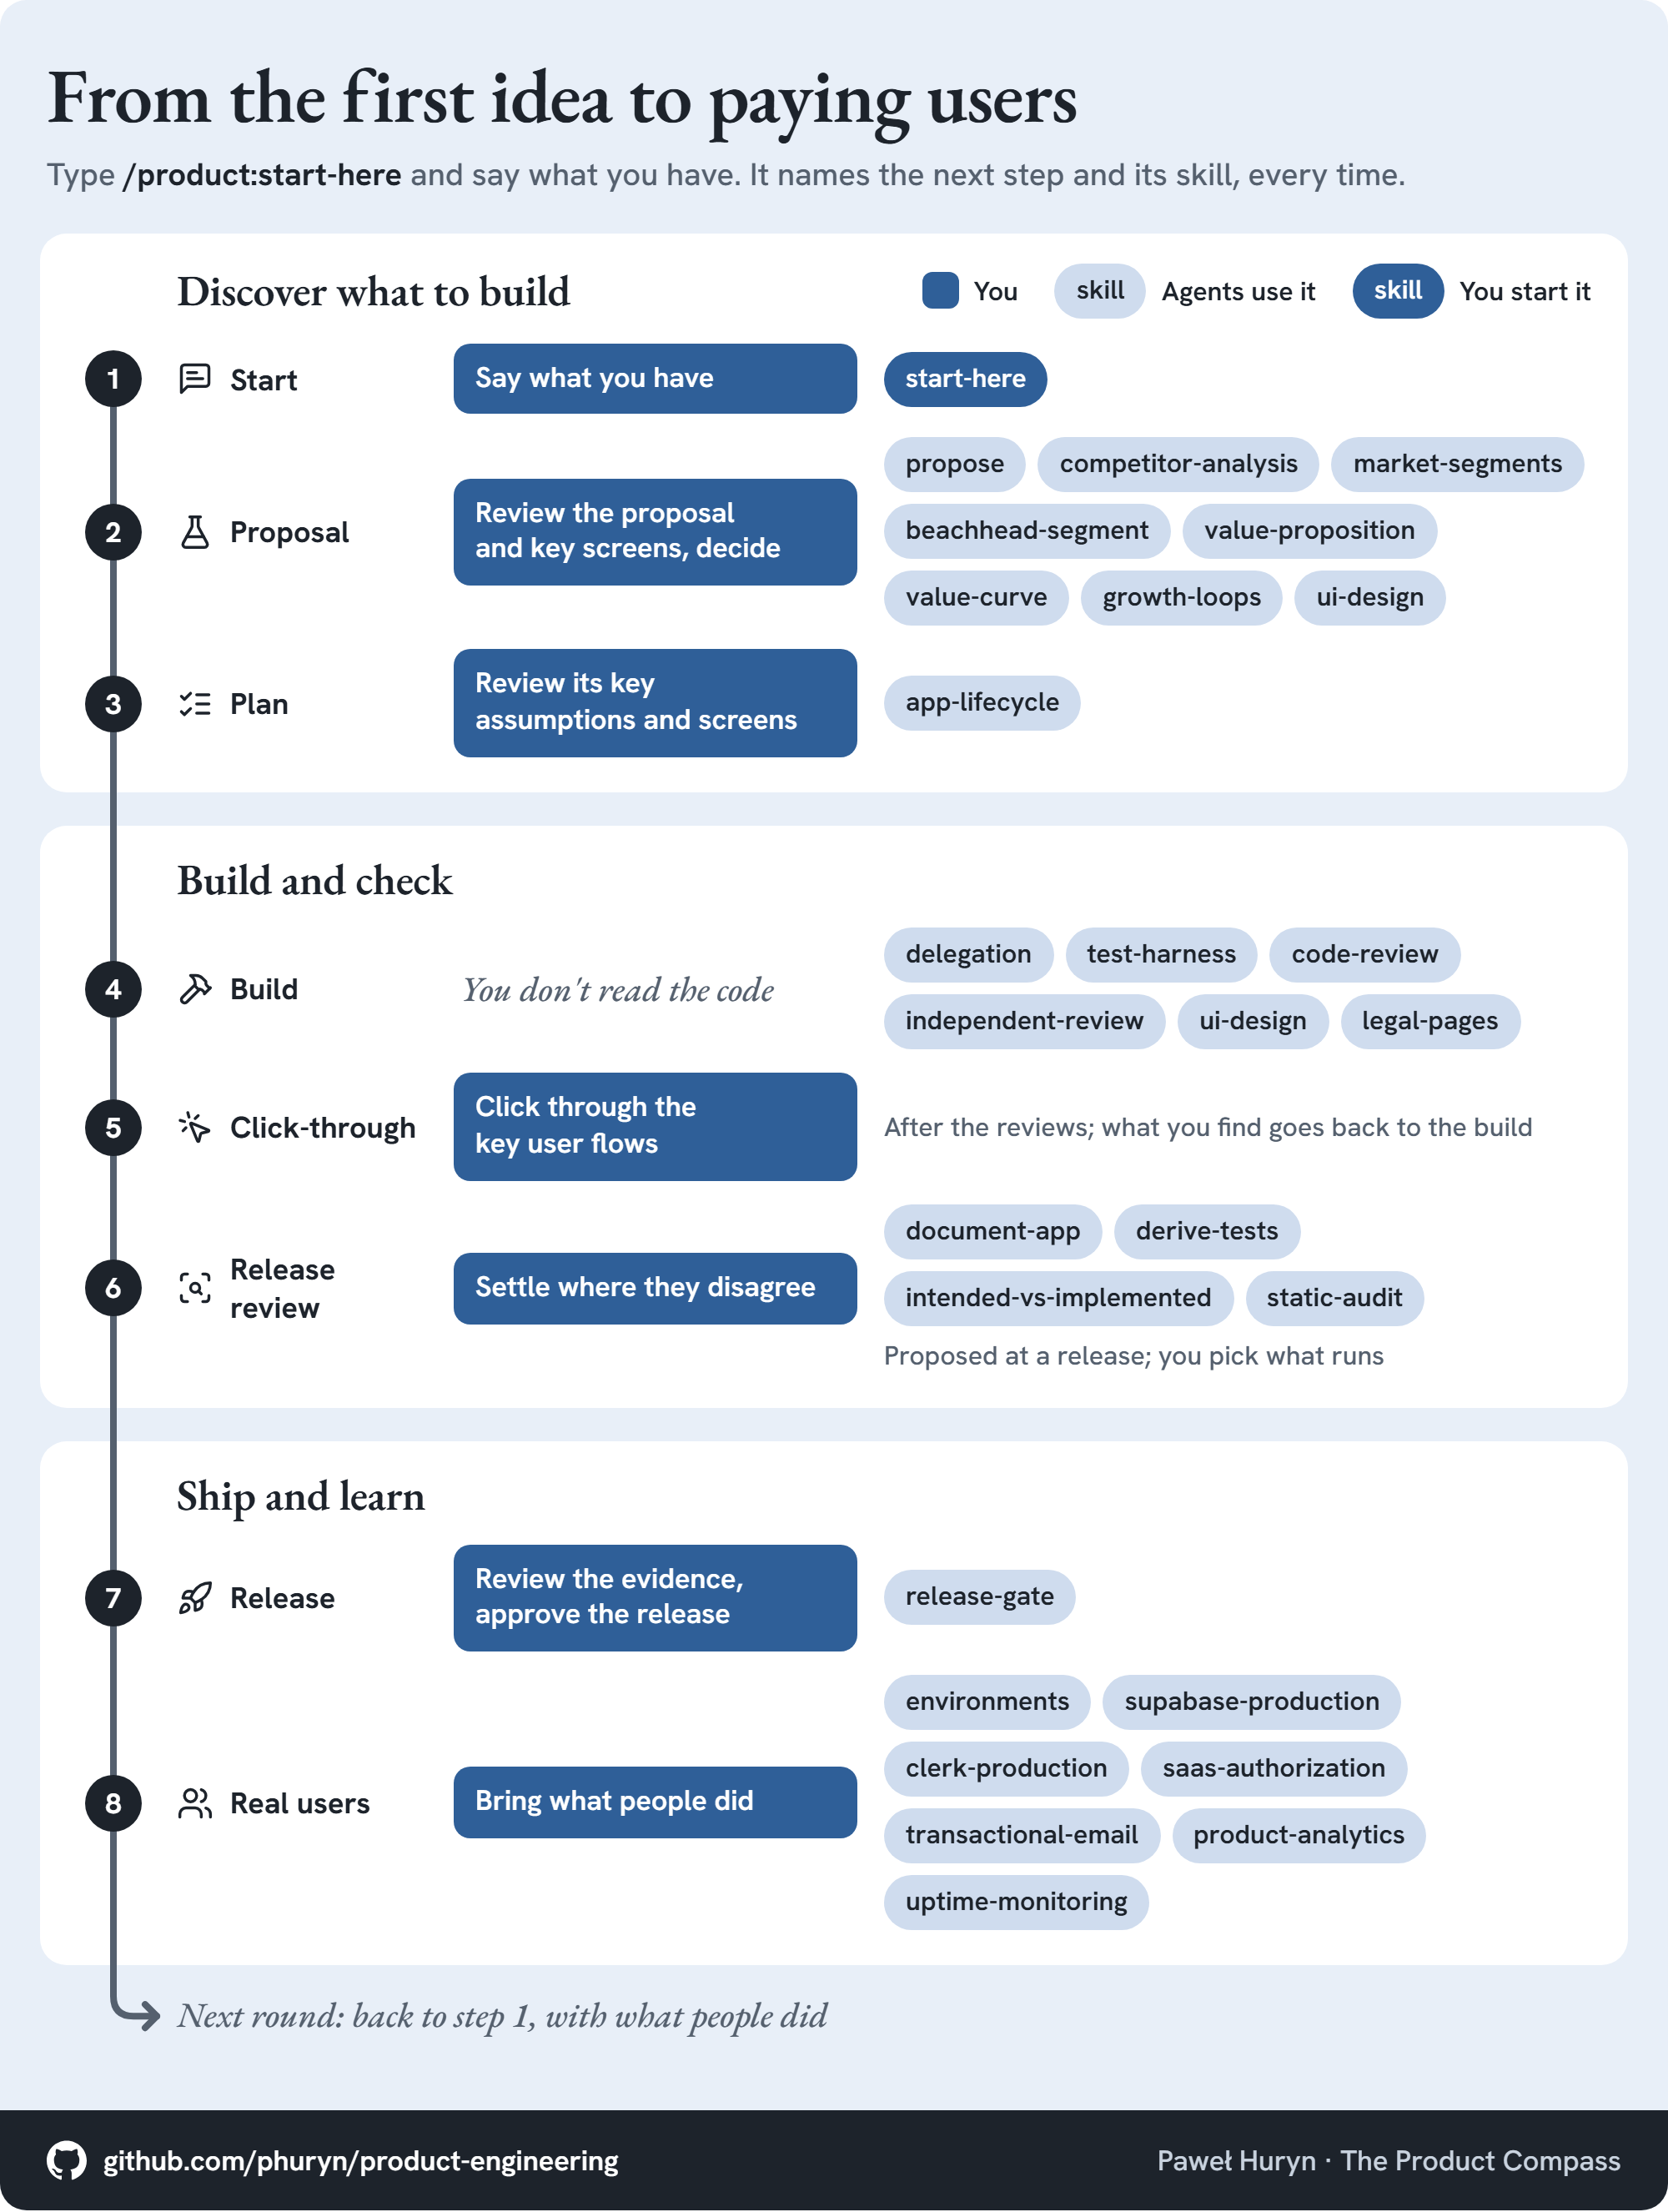 From the first idea to paying users
Type /product:start-here and say what you have. It names the next step and its skill, every time.
Discover what to build
You
skill
Agents use it
skill
You start it
1
Start
Say what you have
start-here
2
Proposal
Review the proposal
and key screens, decide
propose
competitor-analysis
market-segments
beachhead-segment
value-proposition
value-curve
growth-loops
ui-design
3
Plan
Review its key
assumptions and screens
app-lifecycle
Build and check
4
Build
You don't read the code
delegation
test-harness
code-review
independent-review
ui-design
legal-pages
5
Click-through
Click through the
key user flows
After the reviews; what you find goes back to the build
6
Release
review
Settle where they disagree
document-app
derive-tests
intended-vs-implemented
static-audit
Proposed at a release; you pick what runs
Ship and learn
7
Release
Review the evidence,
approve the release
release-gate
8
Real users
Bring what people did
environments
supabase-production
clerk-production
saas-authorization
transactional-email
product-analytics
uptime-monitoring
Next round: back to step 1, with what people did
github.com/phuryn/product-engineering
Paweł Huryn · The Product Compass